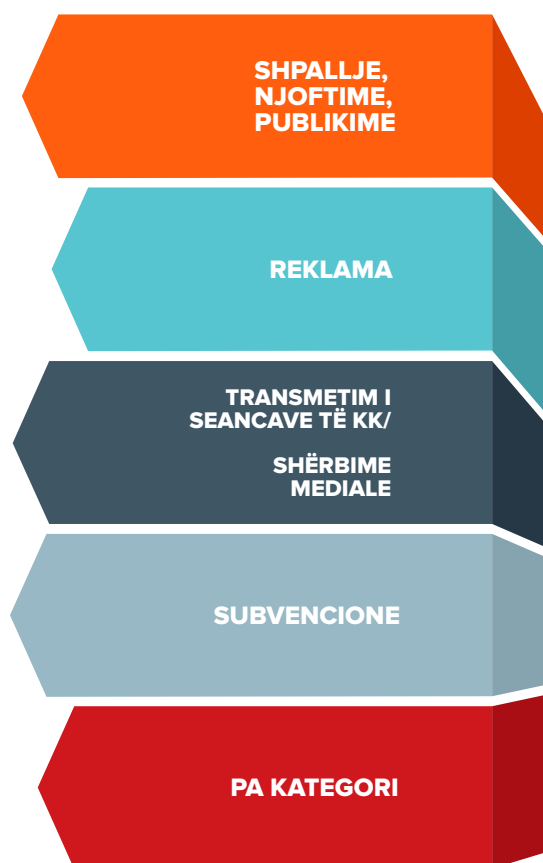 SHPALLJE,
NJOFTIME,
PUBLIKIME
REKLAMA
TRANSMETIM I
SEANCAVE TË KK/
SHËRBIME
MEDIALE
SUBVENCIONE
PA KATEGORI